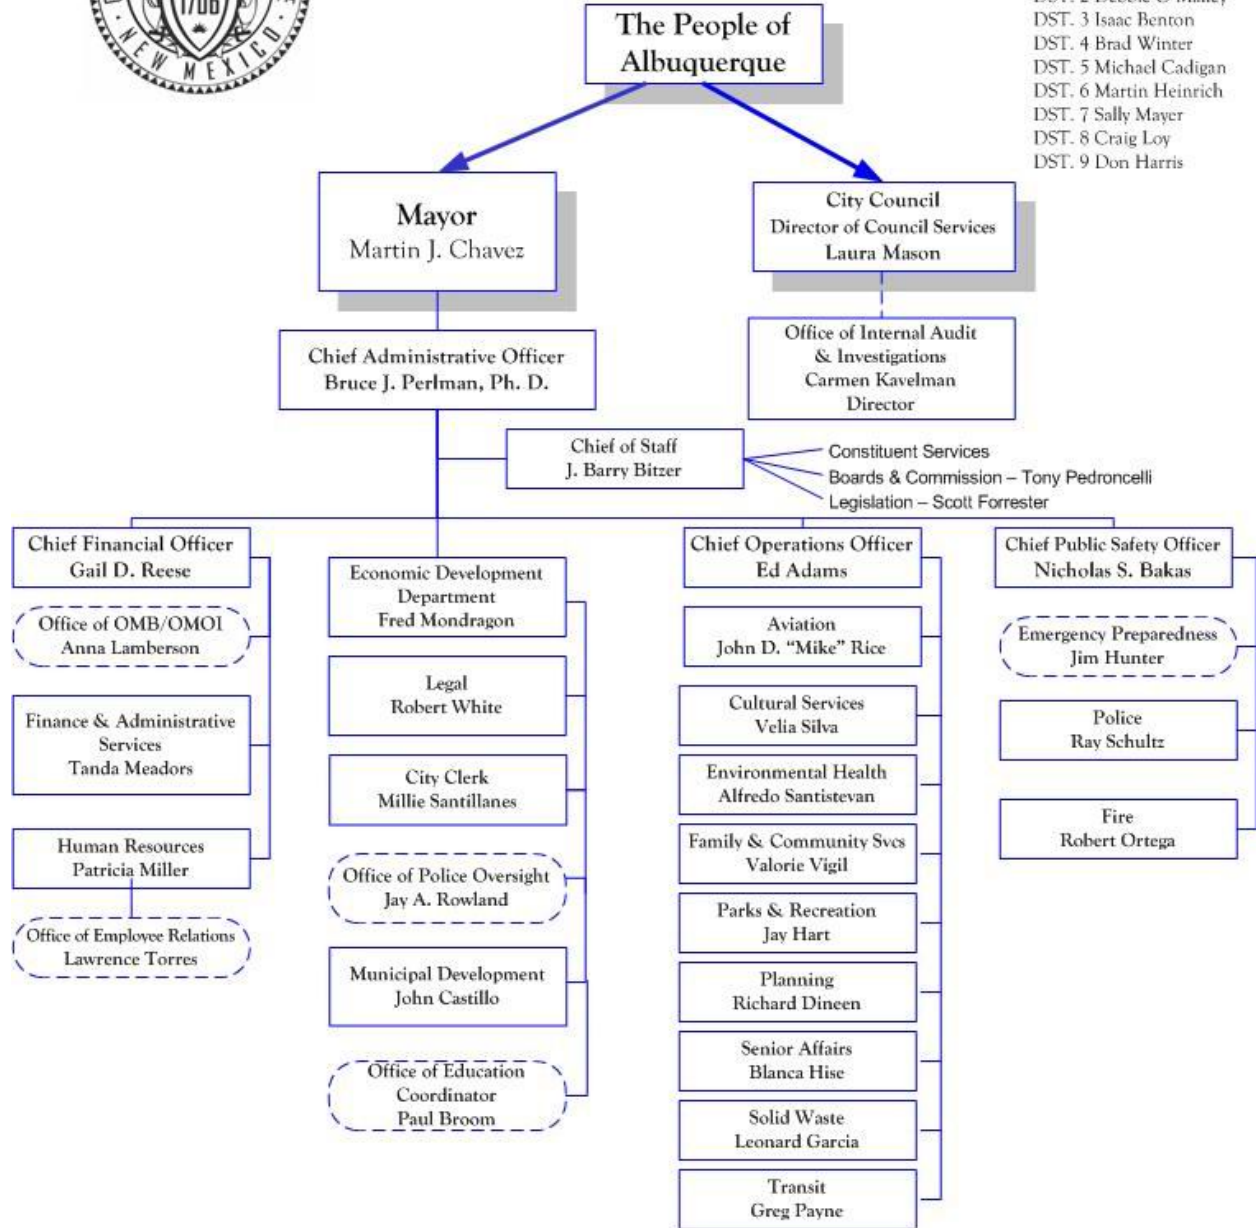 1706
NEW MEXICO
The People of
Albuquerque
DST. 3 Isaac Benton
DST. 4 Brad Winter
DST. 5 Michael Cadigan
DST. 6 Martin Heinrich
DST. 7 Sally Mayer
DST. 8 Craig Loy
DST. 9 Don Harris
Mayor
Martin J. Chavez
City Council
Director of Council Services
Laura Mason
Office of Internal Audit
& Investigations
Carmen Kavelman
Director
Chief Administrative Officer
Bruce J. Perlman, Ph. D.
Chief of Staff
J. Barry Bitzer
Constituent Services
Boards & Commission – Tony Pedroncelli
Legislation – Scott Forrester
Chief Financial Officer
Gail D. Reese
Office of OMB/OMOI
Anna Lamberson
Finance & Administrative
Services
Tanda Meadors
Human Resources
Patricia Miller
Office of Employee Relations
Lawrence Torres
Economic Development
Department
Fred Mondragon
Legal
Robert White
City Clerk
Millie Santillanes
Office of Police Oversight
Jay A. Rowland
Municipal Development
John Castillo
Office of Education
Coordinator
Paul Broom
Chief Operations Officer
Ed Adams
Aviation
John D. “Mike” Rice
Cultural Services
Velia Silva
Environmental Health
Alfredo Santistevan
Family & Community Svcs
Valorie Vigil
Parks & Recreation
Jay Hart
Planning
Richard Dineen
Senior Affairs
Blanca Hise
Solid Waste
Leonard Garcia
Transit
Greg Payne
Chief Public Safety Officer
Nicholas S. Bakas
Emergency Preparedness
Jim Hunter
Police
Ray Schultz
Fire
Robert Ortega